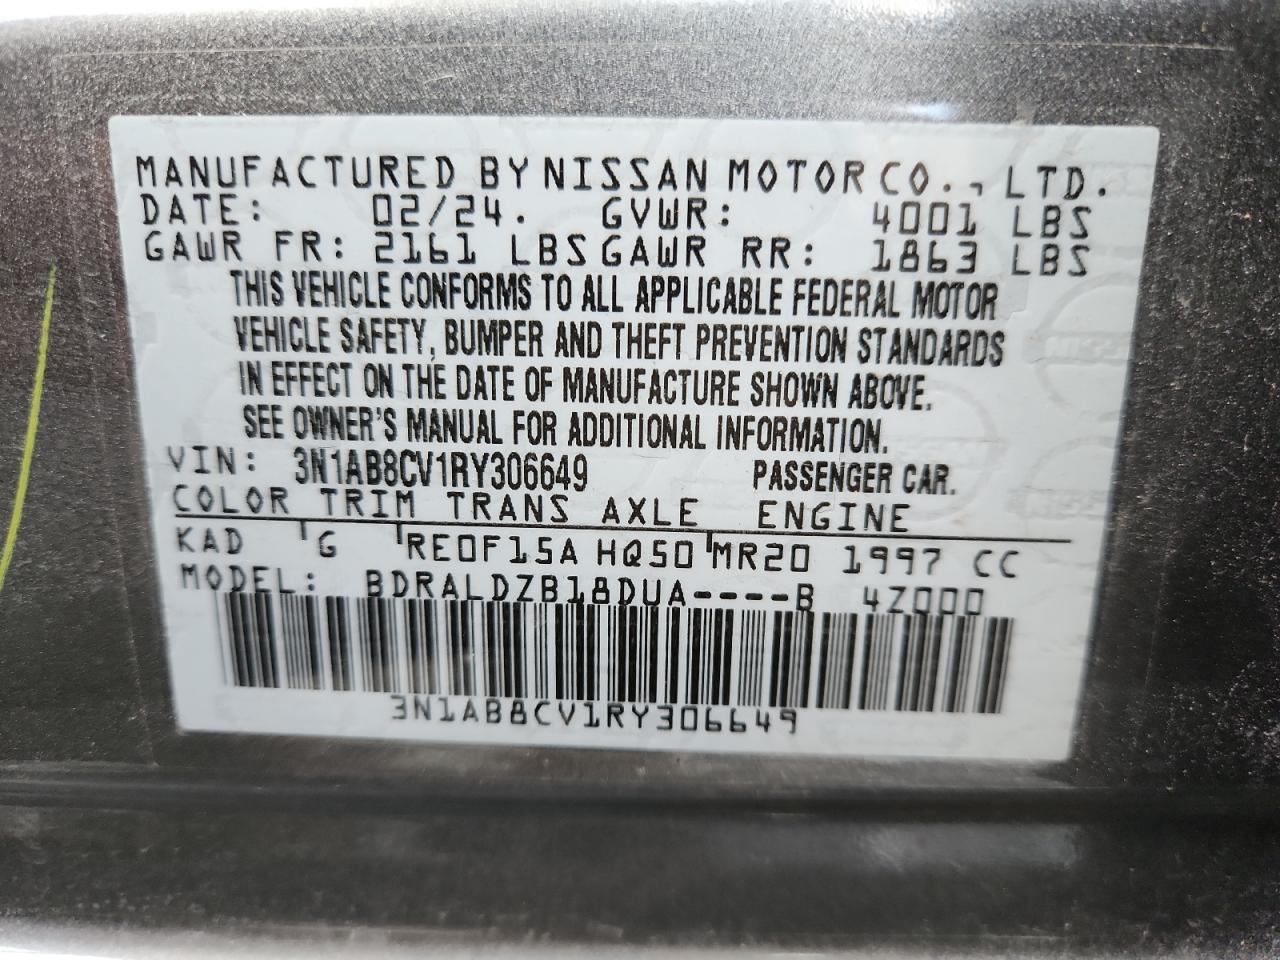 MANUFACTURED BY NISSAN MOTOR CO., LTD.
DATE: 02/24. GVWR: 4001 LBS
GAWR FR: 2161 LBS GAWR RR: 1863 LBS
THIS VEHICLE CONFORMS TO ALL APPLICABLE FEDERAL MOTOR
VEHICLE SAFETY, BUMPER AND THEFT PREVENTION STANDARDS
IN EFFECT ON THE DATE OF MANUFACTURE SHOWN ABOVE.
SEE OWNER'S MANUAL FOR ADDITIONAL INFORMATION.
VIN: 3N1AB8CV1RY306649 PASSENGER CAR.
COLOR TRIM TRANS AXLE ENGINE
KAD G RE0F15A HQ50 MR20 1997 CC
MODEL: BDRALDZB18DUA----B 4Z000
3N1AB8CV1RY306649